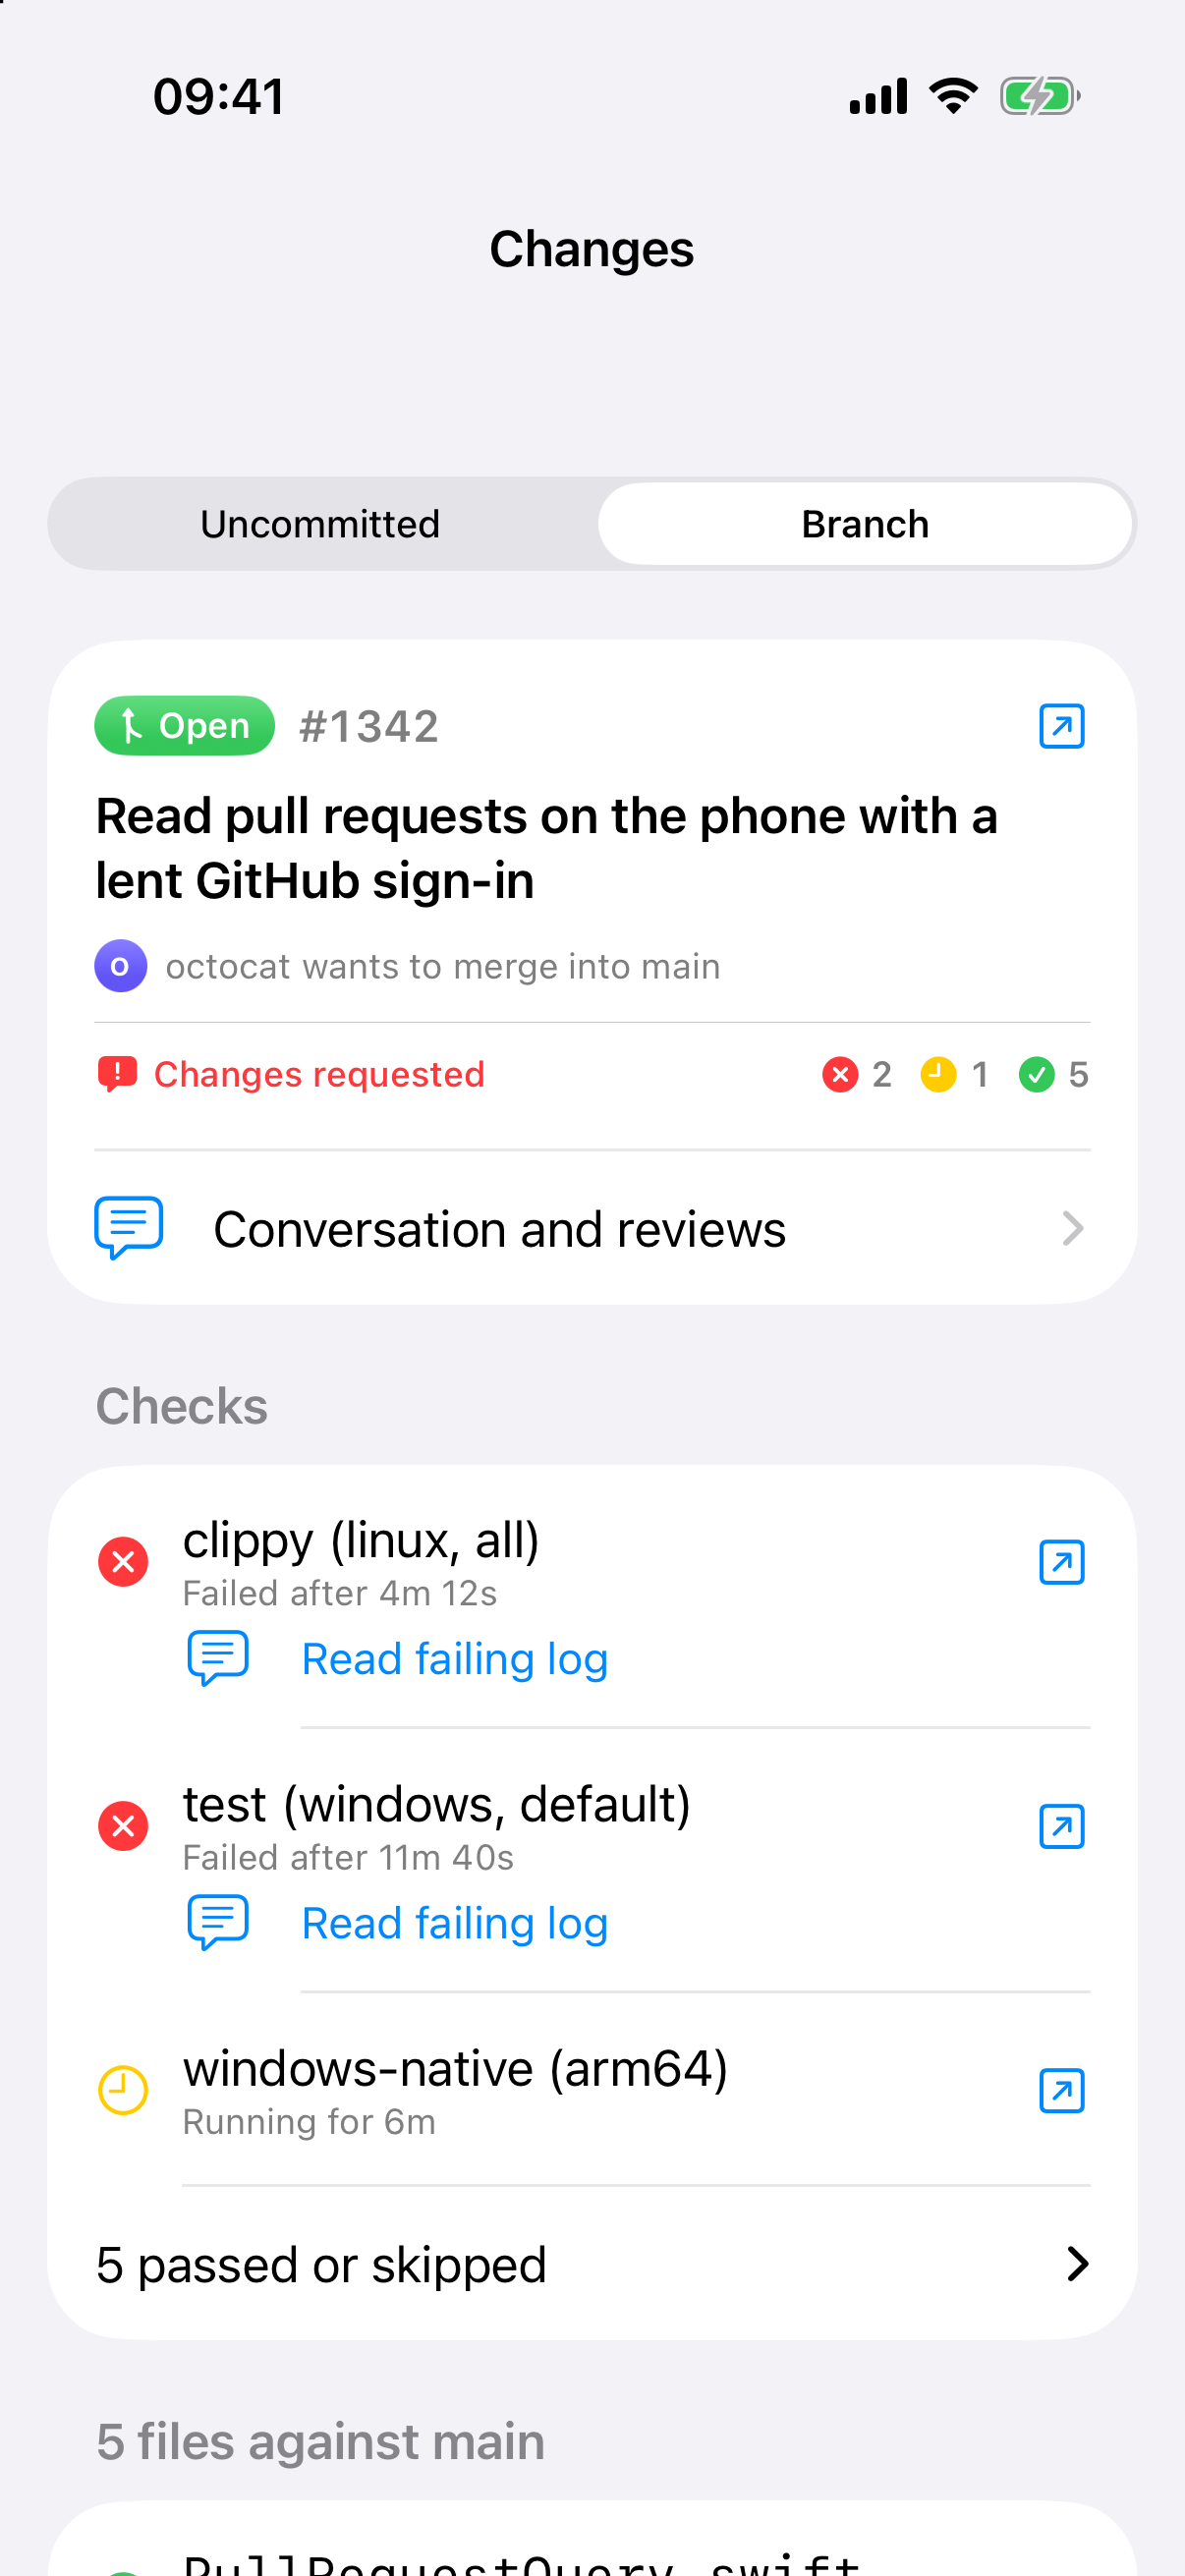 09:41
Changes
Uncommitted
Branch
Open #1342
Read pull requests on the phone with a
lent GitHub sign-in
O octocat wants to merge into main
Changes requested 2 1 5
Conversation and reviews
Checks
clippy (linux, all)
Failed after 4m 12s
Read failing log
test (windows, default)
Failed after 11m 40s
Read failing log
windows-native (arm64)
Running for 6m
5 passed or skipped
5 files against main
PullRequestQuery.swift